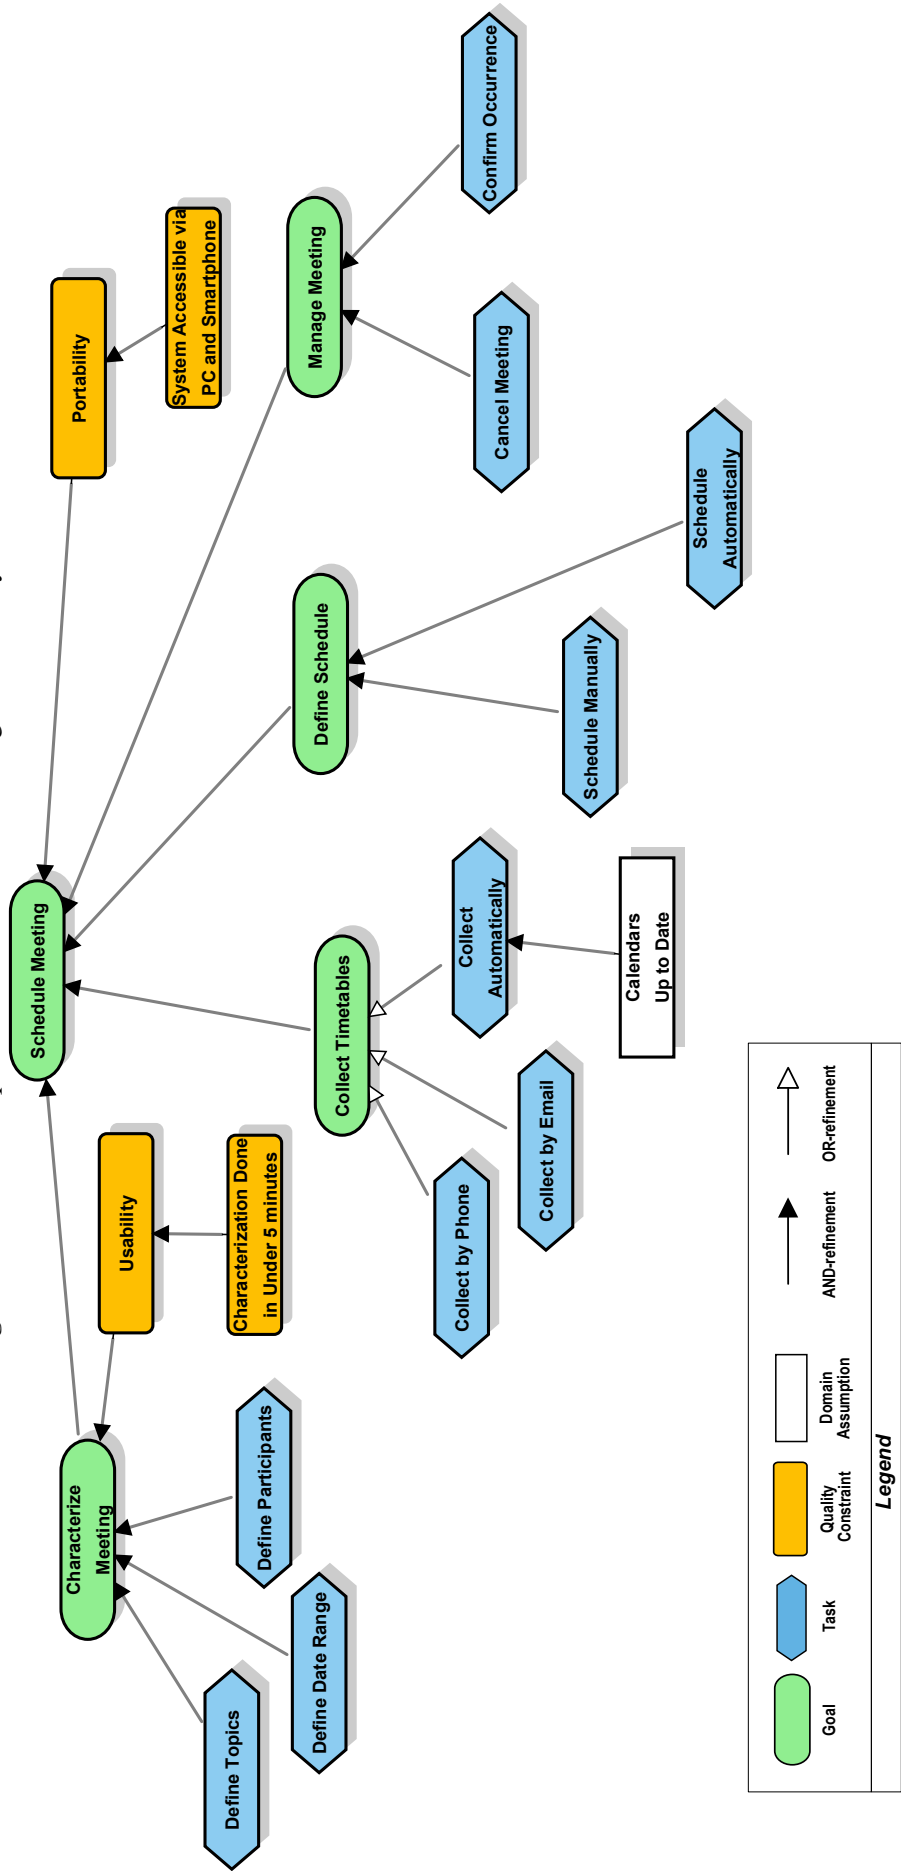 Schedule Meeting
Portability
System Accessible via
PC and Smartphone
Characterize
Meeting
Usability
Characterization Done
in Under 5 minutes
Define Topics
Define Date Range
Define Participants
Collect Timetables
Collect by Phone
Collect by Email
Collect
Automatically
Calendars
Up to Date
Define Schedule
Schedule Manually
Schedule
Automatically
Manage Meeting
Cancel Meeting
Confirm Occurrence
Goal
Task
Quality
Constraint
Domain
Assumption
AND-refinement
OR-refinement
Legend